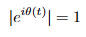 |e^{iθ(t)}| = 1